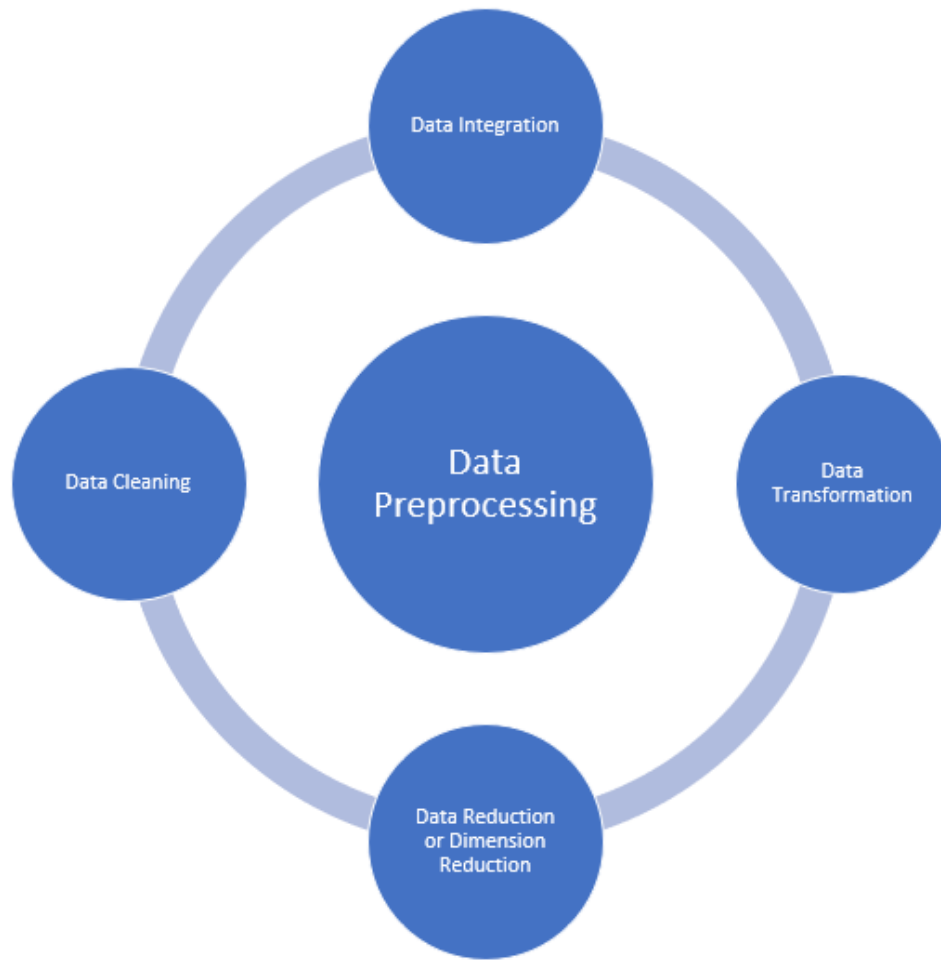 Data Integration
Data Cleaning
Data
Preprocessing
Data
Transformation
Data Reduction
or Dimension
Reduction